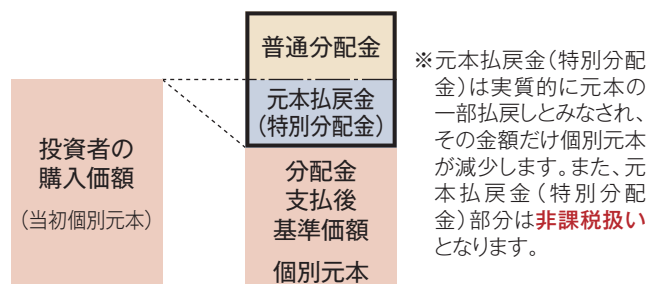 投資者の
購入価額
（当初個別元本）
普通分配金
元本払戻金
（特別分配金）
分配金
支払後
基準価額
個別元本
※元本払戻金（特別分配
金）は実質的に元本の
一部払戻しとみなされ、
その金額だけ個別元本
が減少します。また、元
本払戻金（特別分配
金）部分は非課税扱い
となります。